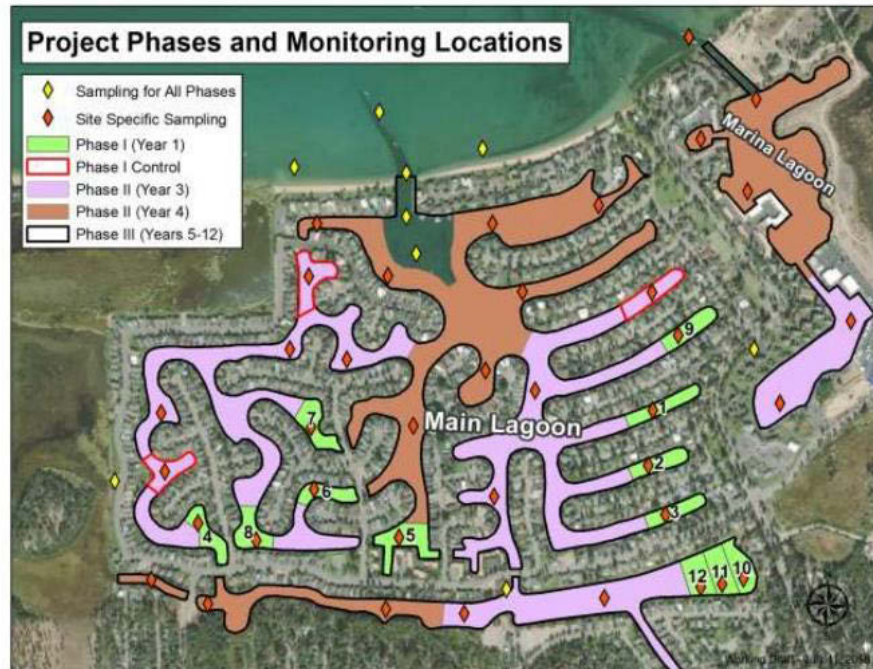 Project Phases and Monitoring Locations
Sampling for All Phases
Site Specific Sampling
Phase I (Year 1)
Phase I Control
Phase II (Year 3)
Phase II (Year 4)
Phase III (Years 5-12)
Marina Lagoon
9
1
7
Main Lagoon
2
6
3
4
8
5
12
11
10